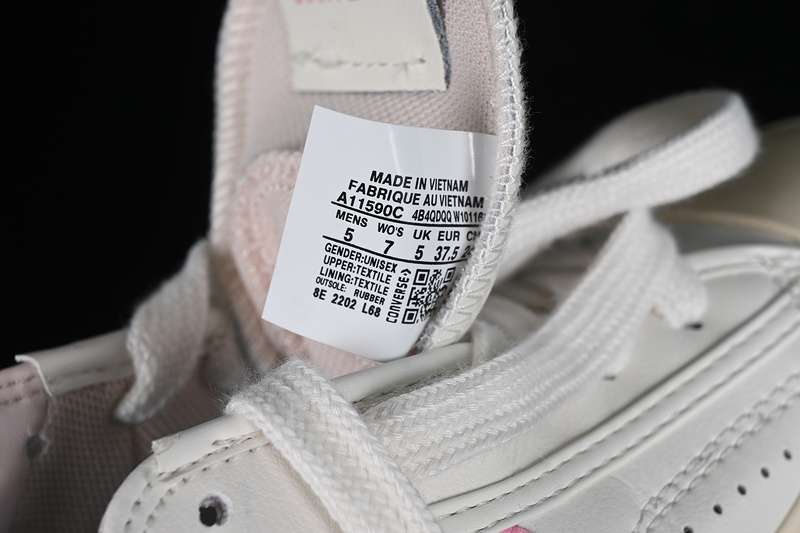 MADE IN VIETNAM
FABRIQUE AU VIETNAM
A11590C 4B4QDQQ
MENS WO'S UK EUR
5 7 5 37.5
GENDER:UNISEX
UPPER:TEXTILE
LINING:TEXTILE
OUTSOLE: RUBBER
8E 2202 L68
CONVERSE